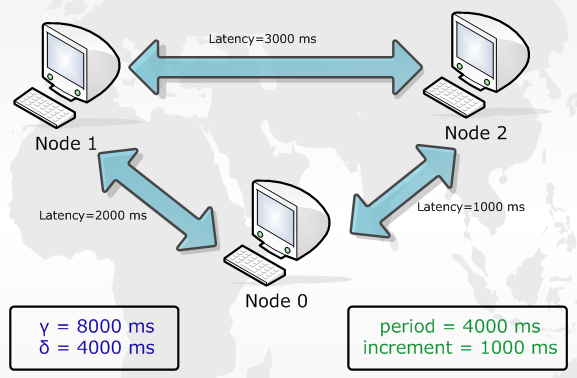 Latency=3000 ms
Node 1
Node 2
Latency=2000 ms
Latency=1000 ms
Node 0
γ = 8000 ms
δ = 4000 ms
period = 4000 ms
increment = 1000 ms